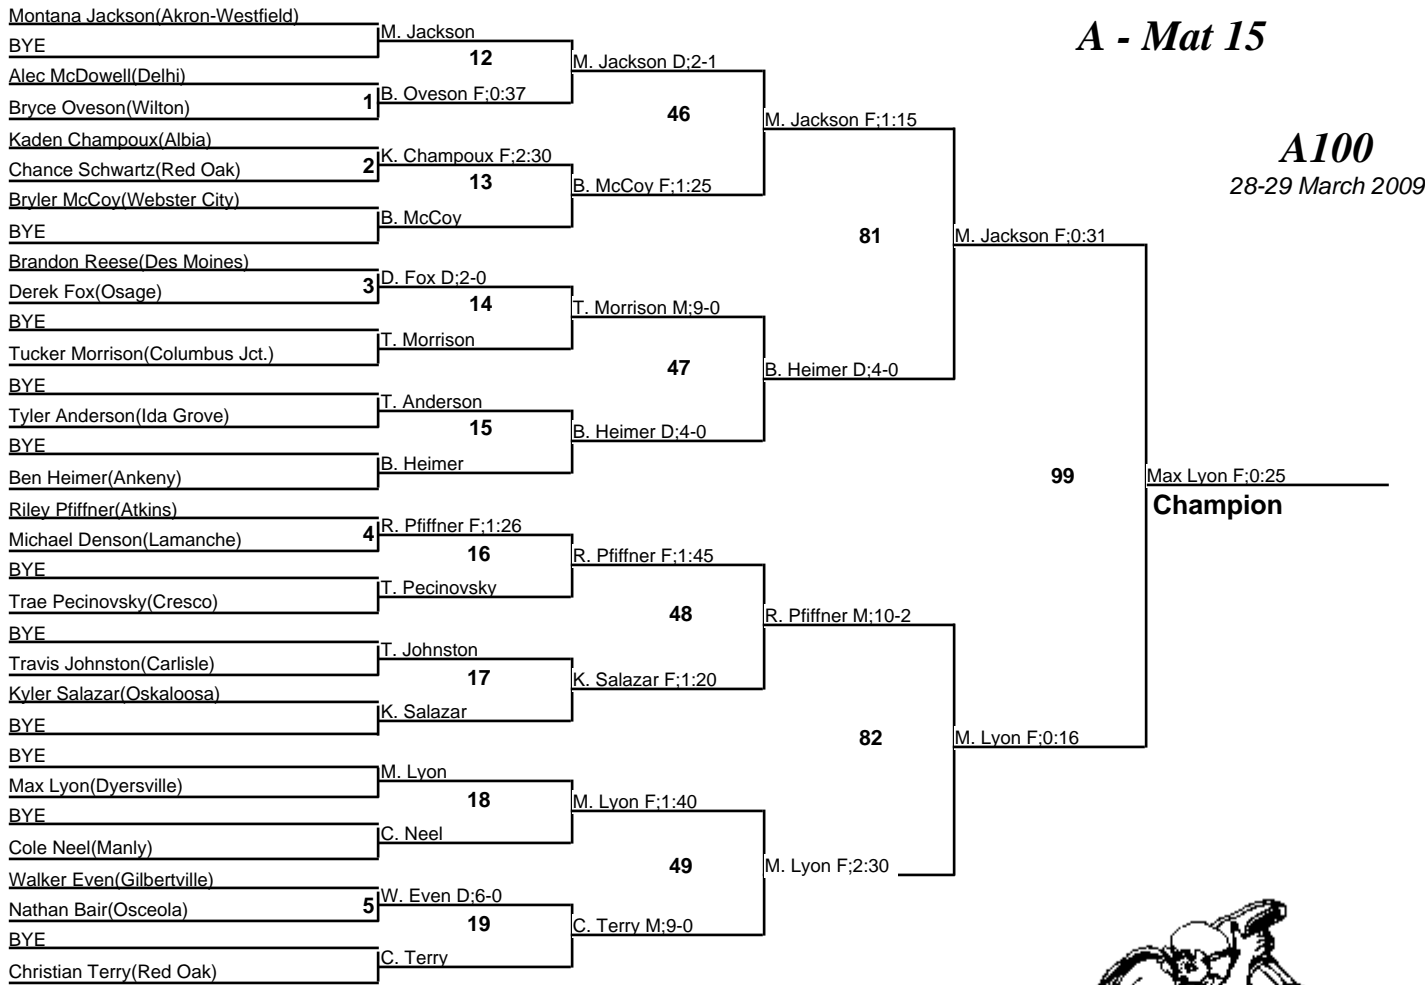 A - Mat 15
A100
28-29 March 2009
Montana Jackson(Akron-Westfield)
BYE
Alec McDowell(Delhi)
Bryce Oveson(Wilton)
Kaden Champoux(Albia)
Chance Schwartz(Red Oak)
Bryler McCoy(Webster City)
BYE
Brandon Reese(Des Moines)
Derek Fox(Osage)
BYE
Tucker Morrison(Columbus Jct.)
BYE
Tyler Anderson(Ida Grove)
BYE
Ben Heimer(Ankeny)
Riley Pfiffner(Atkins)
Michael Denson(Lamanche)
BYE
Trae Pecinovsky(Cresco)
BYE
Travis Johnston(Carlisle)
Kyler Salazar(Oskaloosa)
BYE
BYE
Max Lyon(Dyersville)
BYE
Cole Neel(Manly)
Walker Even(Gilbertville)
Nathan Bair(Osceola)
BYE
Christian Terry(Red Oak)
1
2
3
4
5
M. Jackson
12
B. Oveson F;0:37
K. Champoux F;2:30
13
B. McCoy
D. Fox D;2-0
14
T. Morrison
T. Anderson
15
B. Heimer
R. Pfiffner F;1:26
16
T. Pecinovsky
T. Johnston
17
K. Salazar
M. Lyon
18
C. Neel
W. Even D;6-0
19
C. Terry
M. Jackson D;2-1
46
B. McCoy F;1:25
T. Morrison M;9-0
47
B. Heimer D;4-0
R. Pfiffner F;1:45
48
K. Salazar F;1:20
M. Lyon F;1:40
49
C. Terry M;9-0
M. Jackson F;1:15
81
B. Heimer D;4-0
R. Pfiffner M;10-2
82
M. Lyon F;2:30
M. Jackson F;0:31
99
M. Lyon F;0:16
Max Lyon F;0:25
Champion